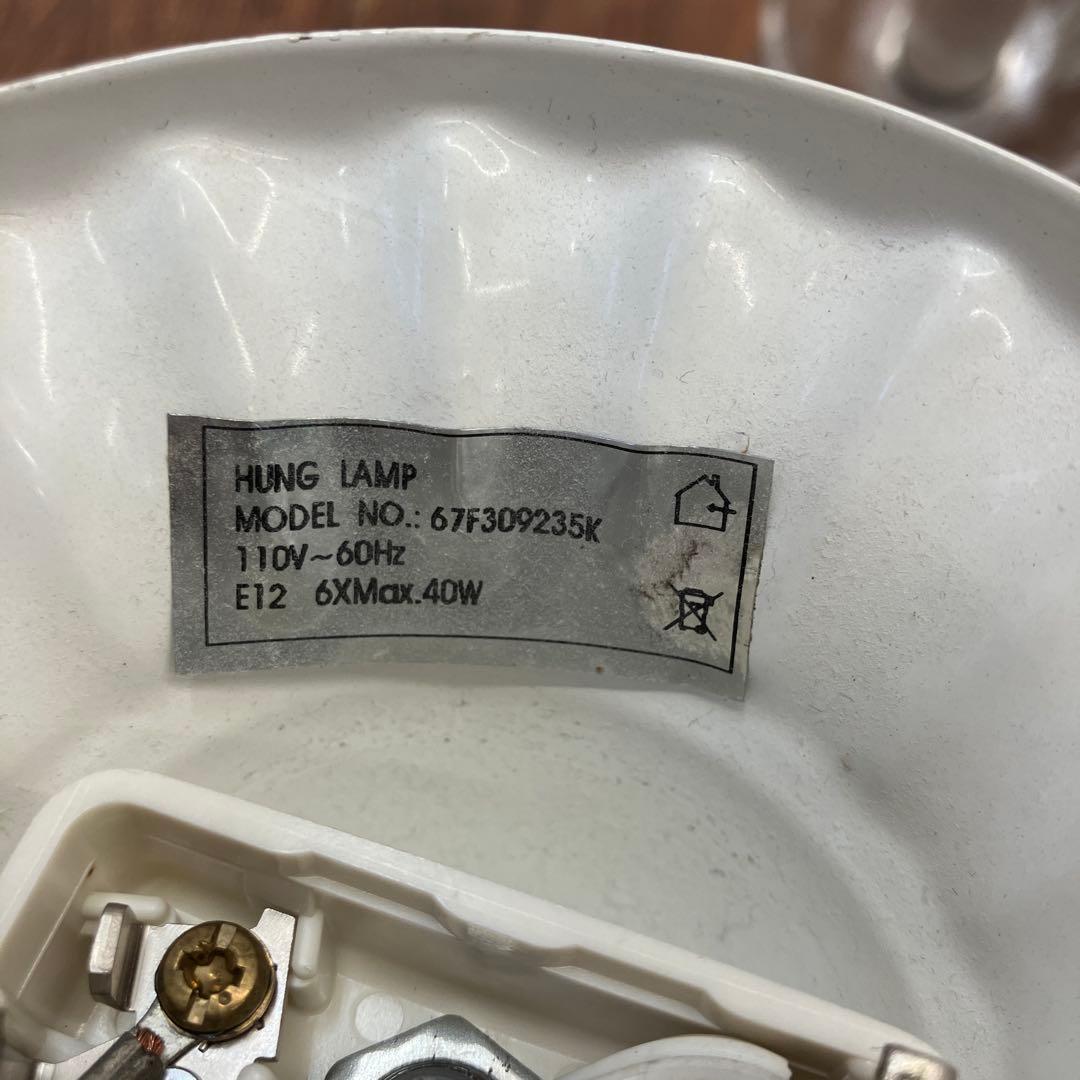 HUNG LAMP
MODEL NO.: 67F309235K
110V~60Hz
E12 6XMax.40W